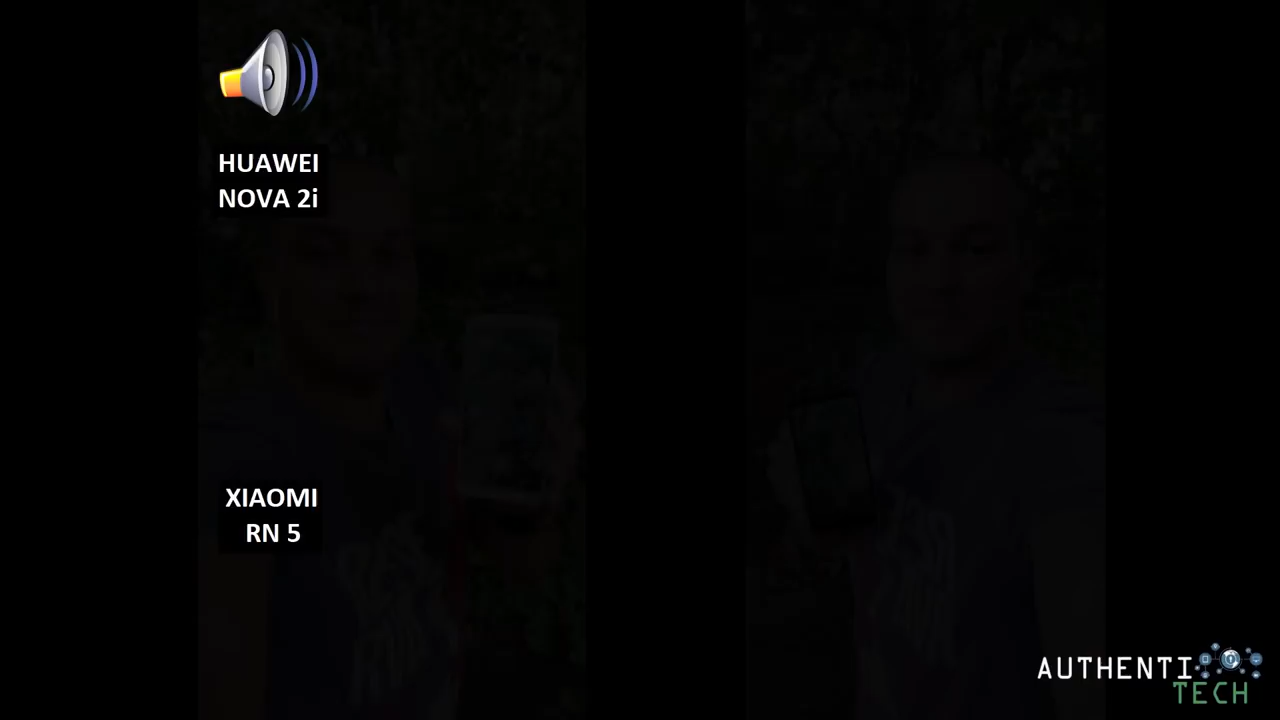 HUAWEI
NOVA 2i
XIAOMI
RN 5
AUTHENTI
TECH